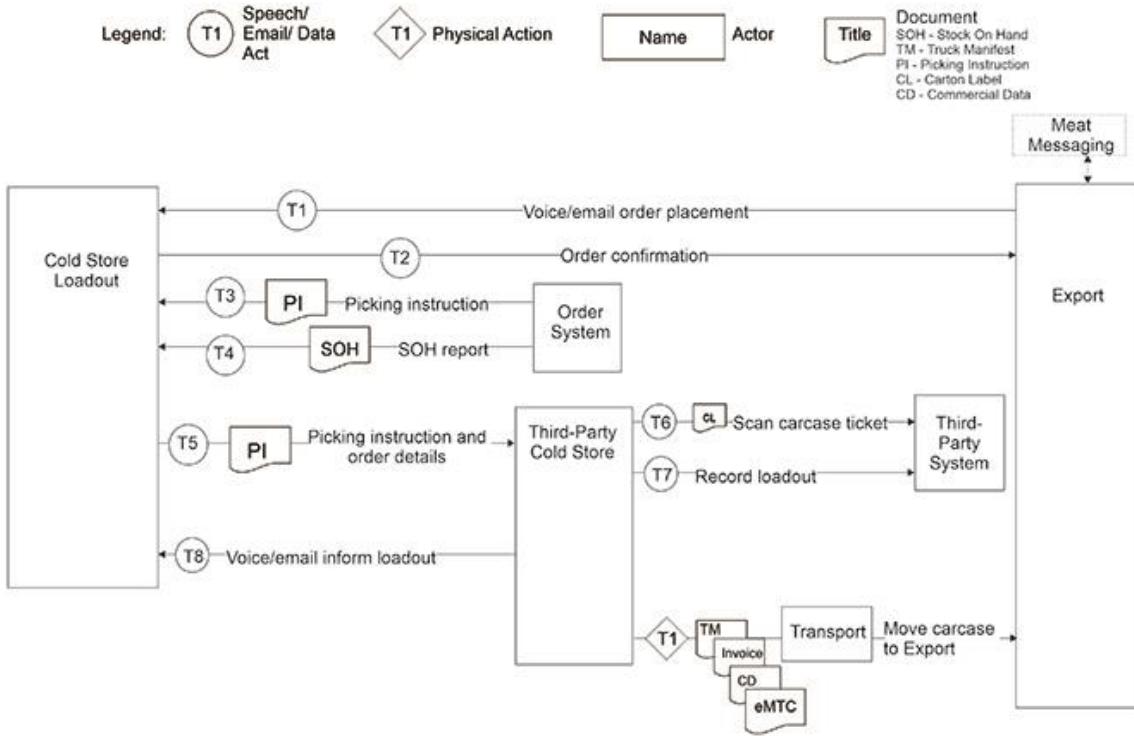 Legend:
T1
Speech/
Email/ Data
Act
T1
Physical Action
Name
Actor
Title
Document
SOH - Stock On Hand
TM - Truck Manifest
PI - Picking Instruction
CL - Carton Label
CD - Commercial Data
Meat
Messaging
T1
Voice/email order placement
Cold Store
Loadout
T2
Order confirmation
Export
T3
PI
Picking instruction
Order
System
T4
SOH
SOH report
T5
PI
Picking instruction and
order details
Third-Party
Cold Store
T6
CL
Scan carcase ticket
Third-
Party
System
T7
Record loadout
T8
Voice/email inform loadout
T1
TM
Invoice
CD
eMTC
Transport
Move carcase
to Export